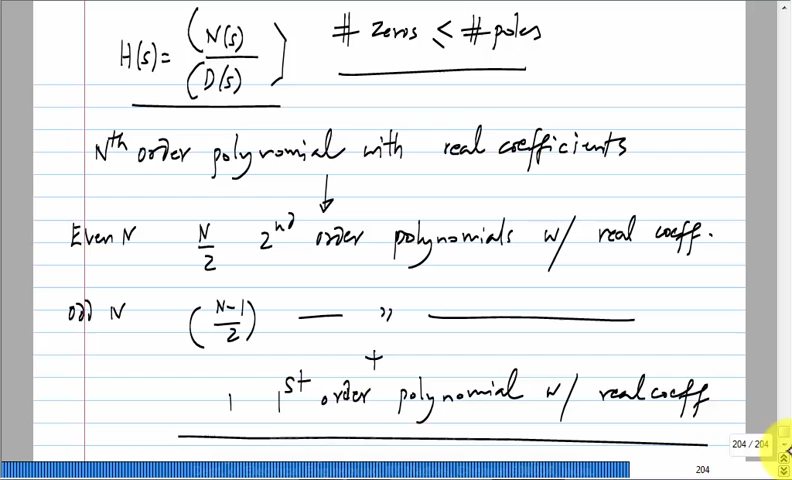 H(s) = (N(s) / (D(s) # zeros ≤ # poles
Nth order polynomial with real coefficients
Even N N/2 2nd order polynomials w/ real coeff.
odd N (N-1/2) — " —
+
1 1st order polynomial w/ real coeff
204 / 204
204